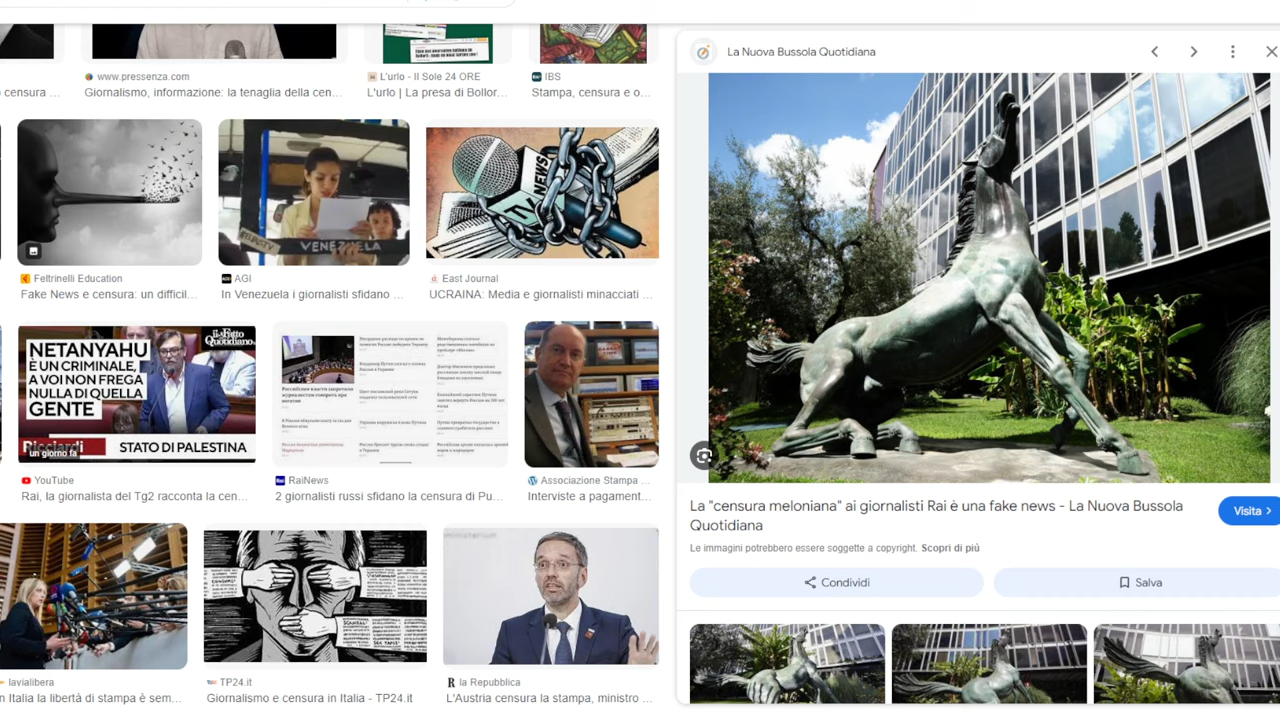 www.pressenza.com
Giornalismo, informazione: la tenaglia della cen...
L'urlo - Il Sole 24 ORE
L'urlo | La presa di Bollor...
IBS
Stampa, censura e o...
censura ...
NEWS
VENEZUELA
Feltrinelli Education
Fake News e censura: un difficil...
AGI
In Venezuela i giornalisti sfidano ...
East Journal
UCRAINA: Media e giornalisti minacciati ...
il Fatto Quotidiano
NETANYAHU
È UN CRIMINALE,
A VOI NON FREGA
NULLA DI QUELLA
GENTE
un giorno fa
STATO DI PALESTINA
YouTube
Rai, la giornalista del Tg2 racconta la cen...
RaiNews
2 giornalisti russi sfidano la censura di Pu...
Associazione Stampa ...
Interviste a pagament...
lavialibera
n Italia la libertà di stampa è sem...
TP24.it
Giornalismo e censura in Italia - TP24.it
la Repubblica
L'Austria censura la stampa, ministro ...
La Nuova Bussola Quotidiana
La "censura meloniana" ai giornalisti Rai è una fake news - La Nuova Bussola
Quotidiana
Visita
Le immagini potrebbero essere soggette a copyright. Scopri di più
Condividi
Salva